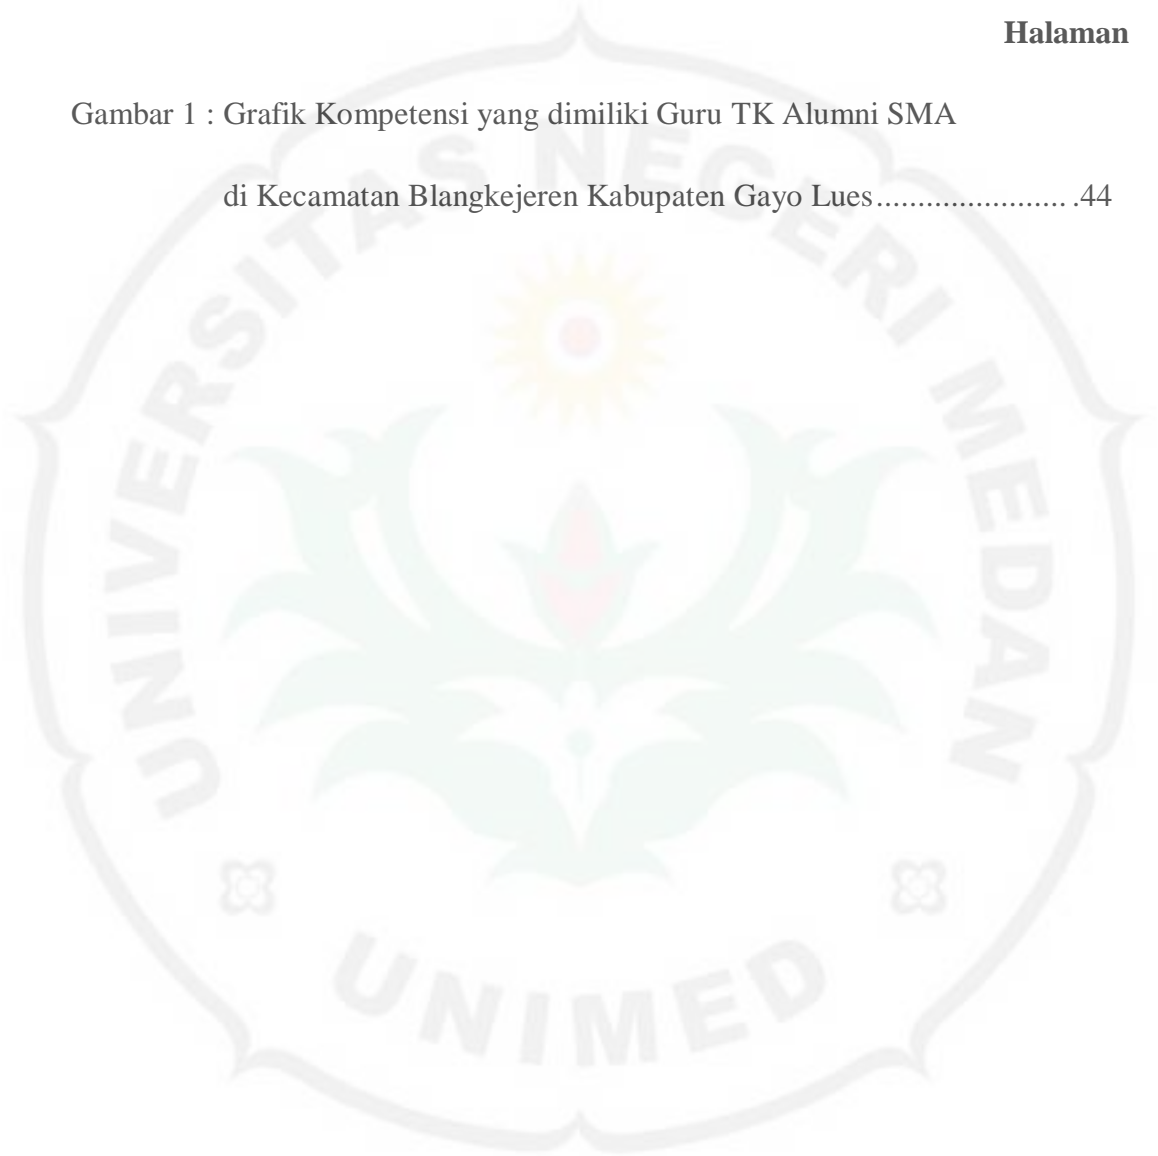 Halaman
Gambar 1 : Grafik Kompetensi yang dimiliki Guru TK Alumni SMA
di Kecamatan Blangkejeren Kabupaten Gayo Lues....................... .44
UNIVERSITAS NEGERI MEDAN
UNIMED